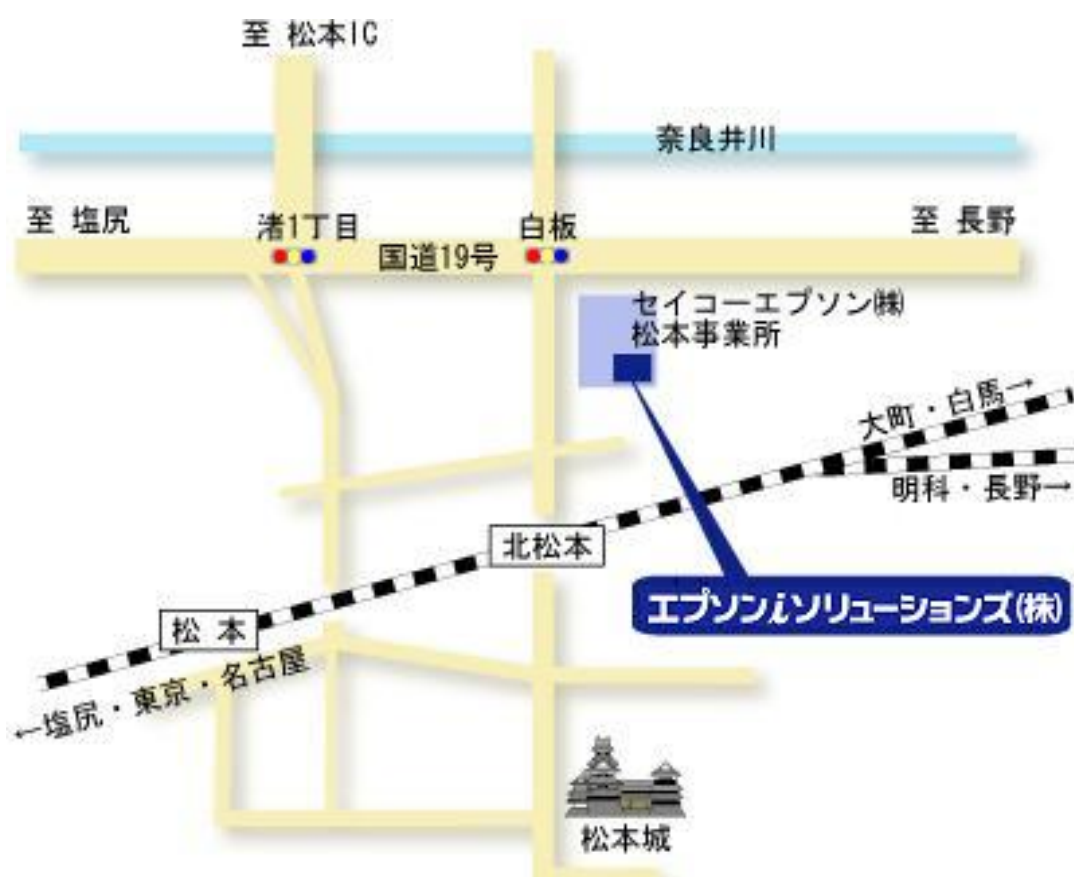 至 松本IC
奈良井川
至 塩尻
渚1丁目
白板
至 長野
国道19号
セイコーエプソン㈱
松本事業所
大町・白馬→
明科・長野→
北松本
エプソンiソリューションズ(株)
松 本
←塩尻・東京・名古屋
松本城